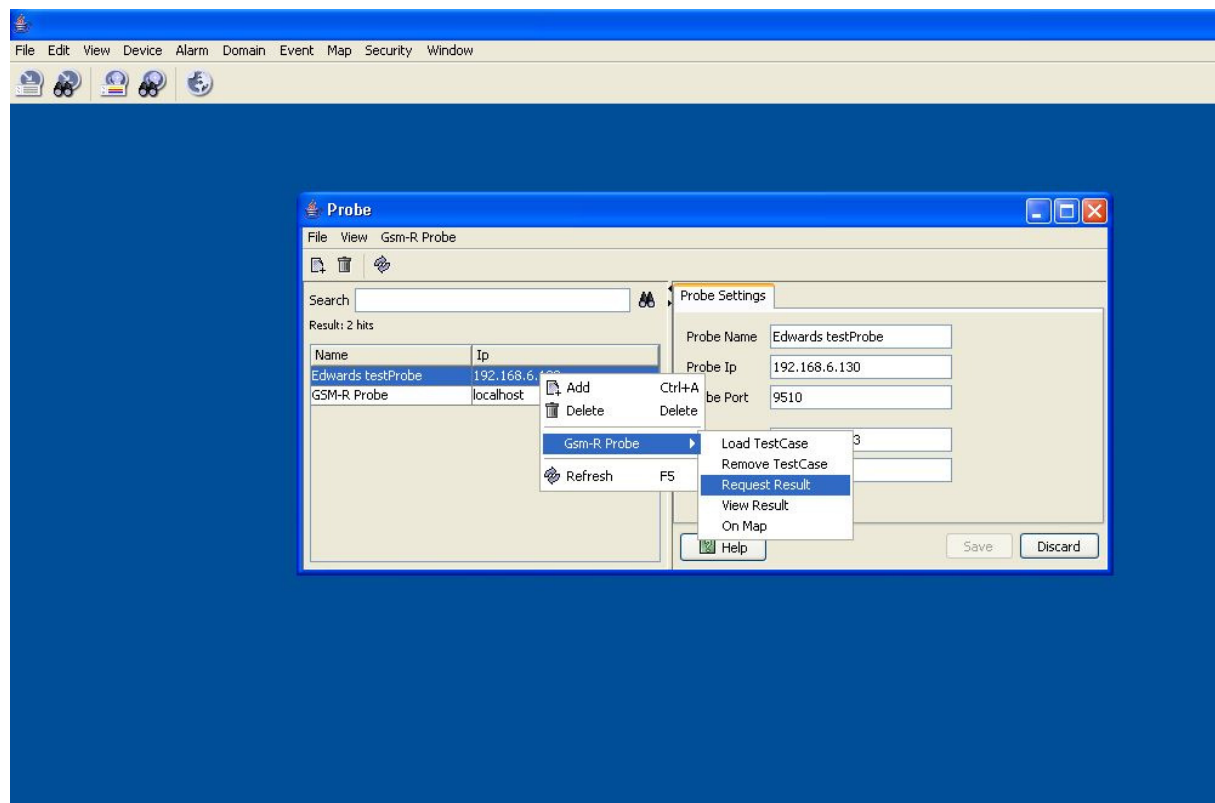 File Edit View Device Alarm Domain Event Map Security Window
Probe
File View Gsm-R Probe
Search
Result: 2 hits
Name Ip
Edwards testProbe 192.168.6.
GSM-R Probe localhost
Add Ctrl+A
Delete Delete
Gsm-R Probe
Refresh F5
Load TestCase
Remove TestCase
Request Result
View Result
On Map
Probe Settings
Probe Name Edwards testProbe
Probe Ip 192.168.6.130
be Port 9510
3
Help Save Discard